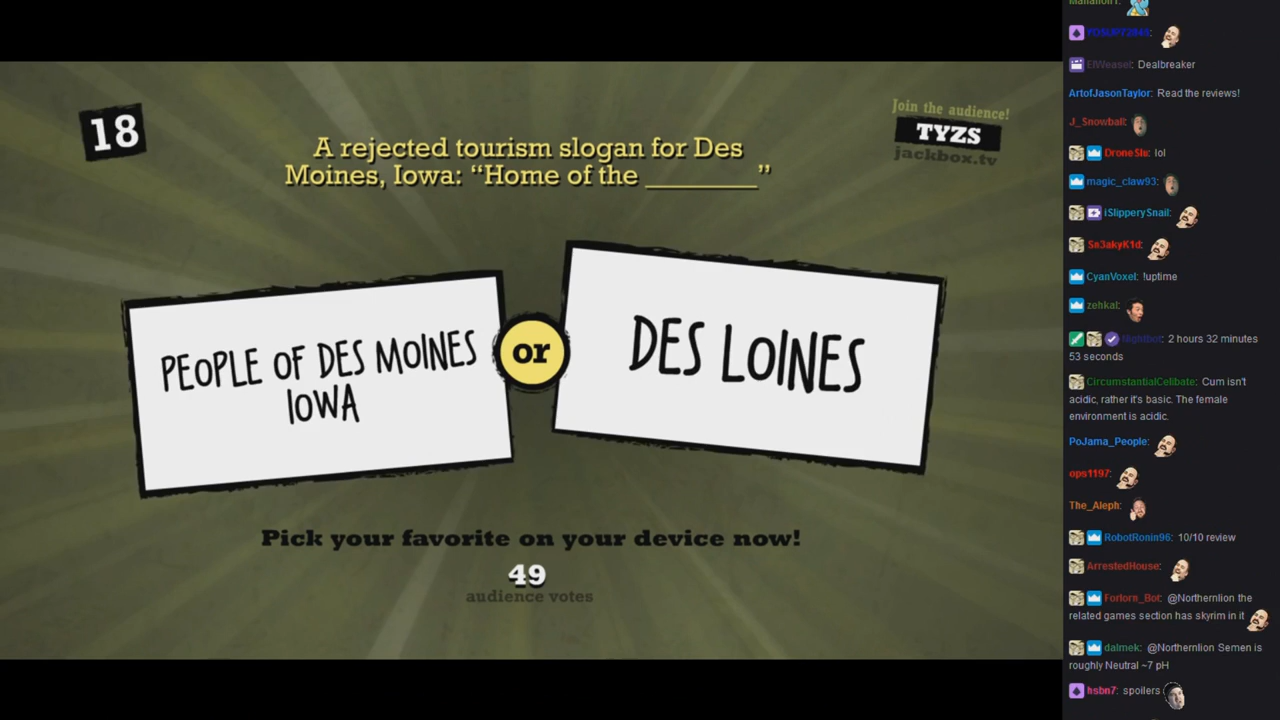 18
Join the audience!
TYZS
jackbox.tv
A rejected tourism slogan for Des
Moines, Iowa: “Home of the ________”
PEOPLE OF DES MOINES
IOWA
or
DES LOINES
Pick your favorite on your device now!
49
audience votes
ElWeasel: Dealbreaker
ArtofJasonTaylor: Read the reviews!
J_Snowball:
DroneSlu: lol
magic_claw93:
iSlipperySnail:
Sn3akyK1d:
CyanVoxel: !uptime
zehkat:
Nightbot: 2 hours 32 minutes
53 seconds
CircumstantialCelibate: Cum isn't
acidic, rather it's basic. The female
environment is acidic.
PoJama_People:
ops1197:
The_Aleph:
RobotRonin96: 10/10 review
ArrestedHouse:
Forlorn_Bot: @Northernlion the
related games section has skyrim in it
dalmek: @Northernlion Semen is
roughly Neutral ~7 pH
hsbn7: spoilers